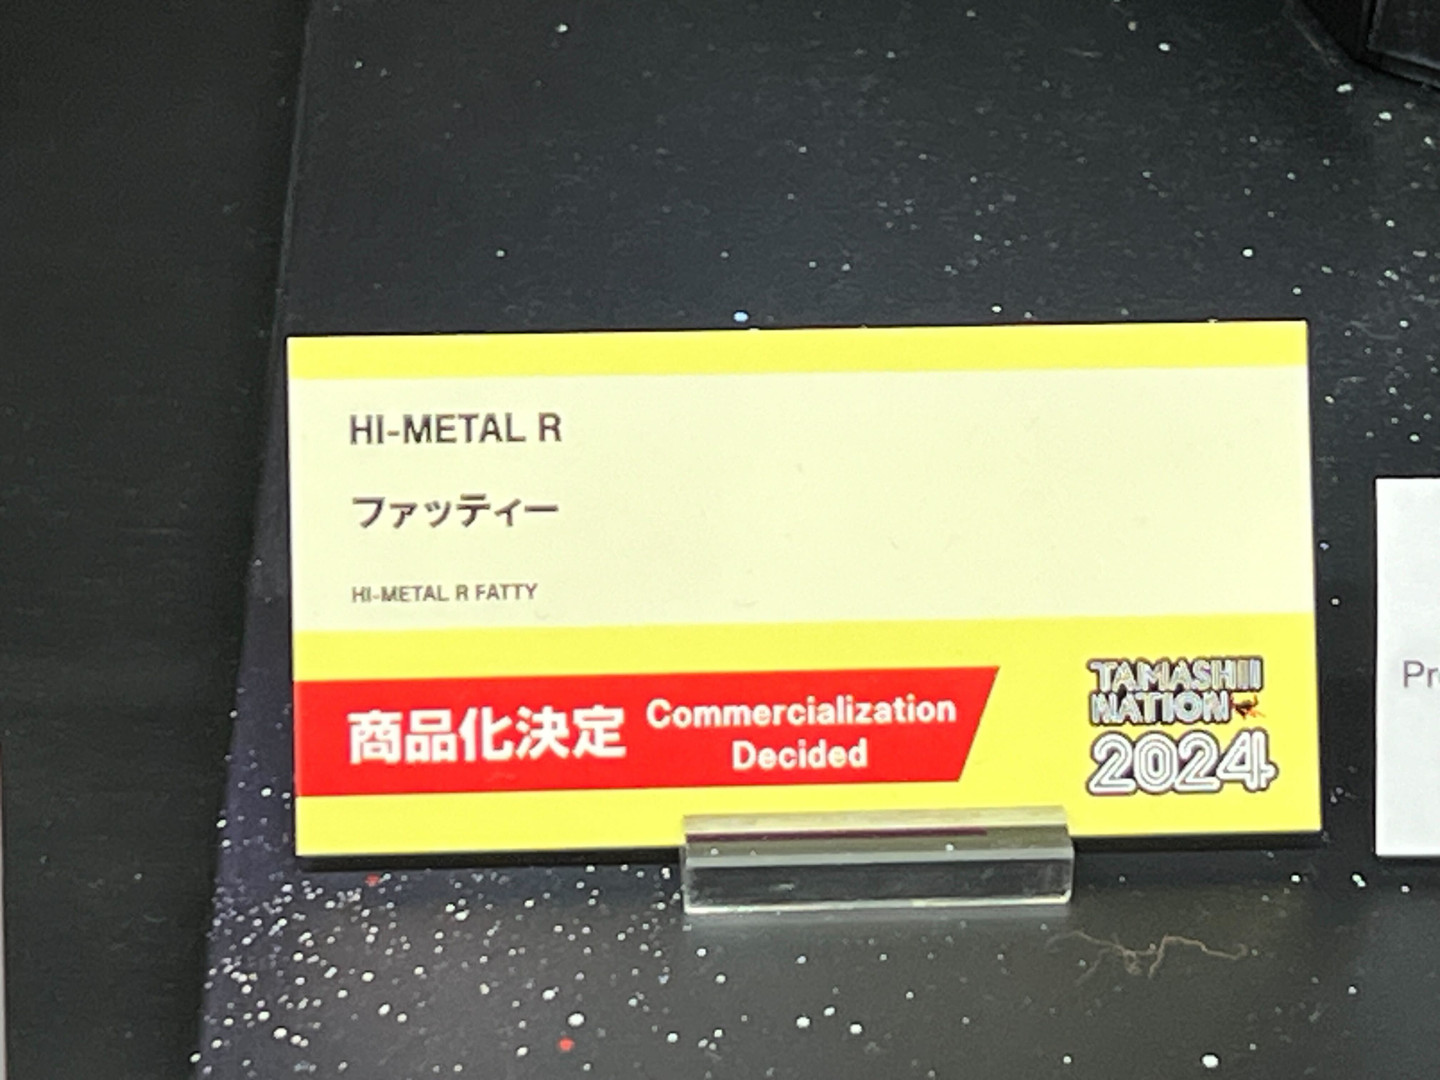 HI-METAL R
ファッティー
HI-METAL R FATTY
商品化決定
Commercialization
Decided
TAMASHII
NATION
2024
Pr